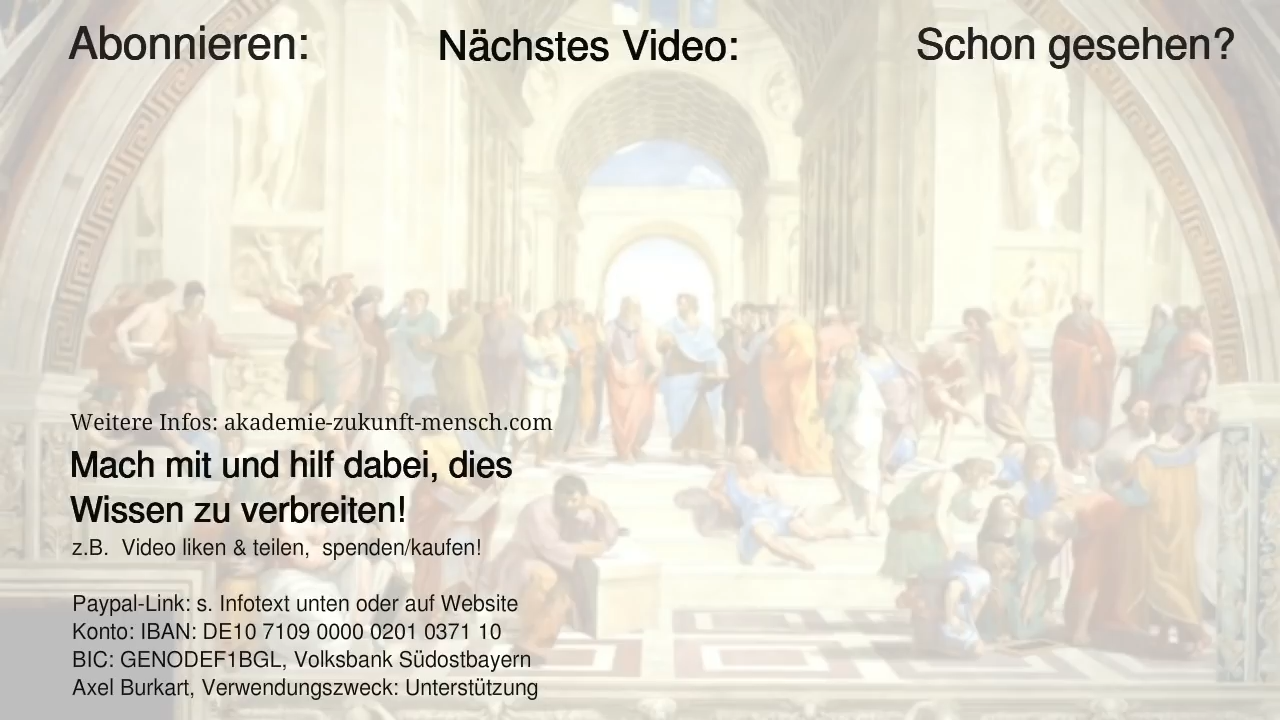 Abonnieren:
Nächstes Video:
Schon gesehen?
Weitere Infos: akademie-zukunft-mensch.com
Mach mit und hilf dabei, dies
Wissen zu verbreiten!
z.B. Video liken & teilen, spenden/kaufen!
Paypal-Link: s. Infotext unten oder auf Website
Konto: IBAN: DE10 7109 0000 0201 0371 10
BIC: GENODEF1BGL, Volksbank Südostbayern
Axel Burkart, Verwendungszweck: Unterstützung